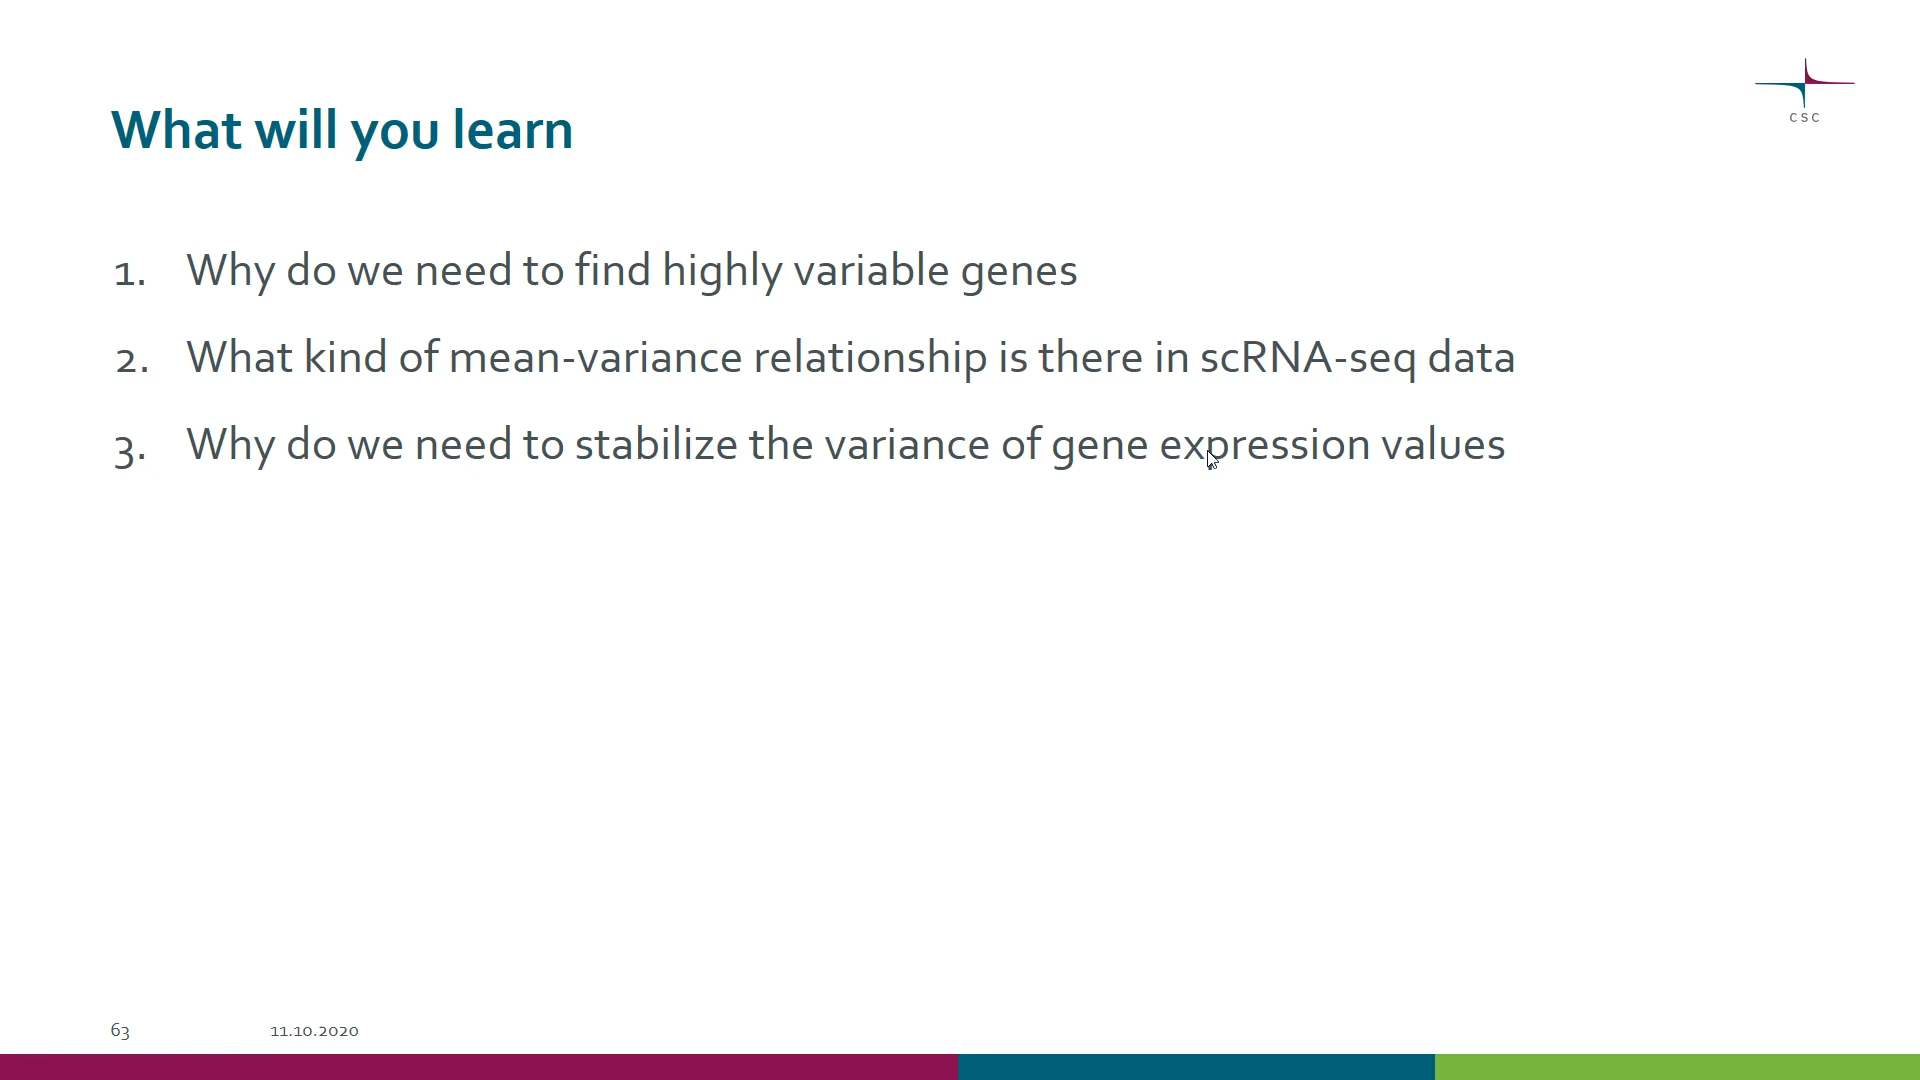 What will you learn
CSC
1. Why do we need to find highly variable genes
2. What kind of mean-variance relationship is there in scRNA-seq data
3. Why do we need to stabilize the variance of gene expression values
63 11.10.2020